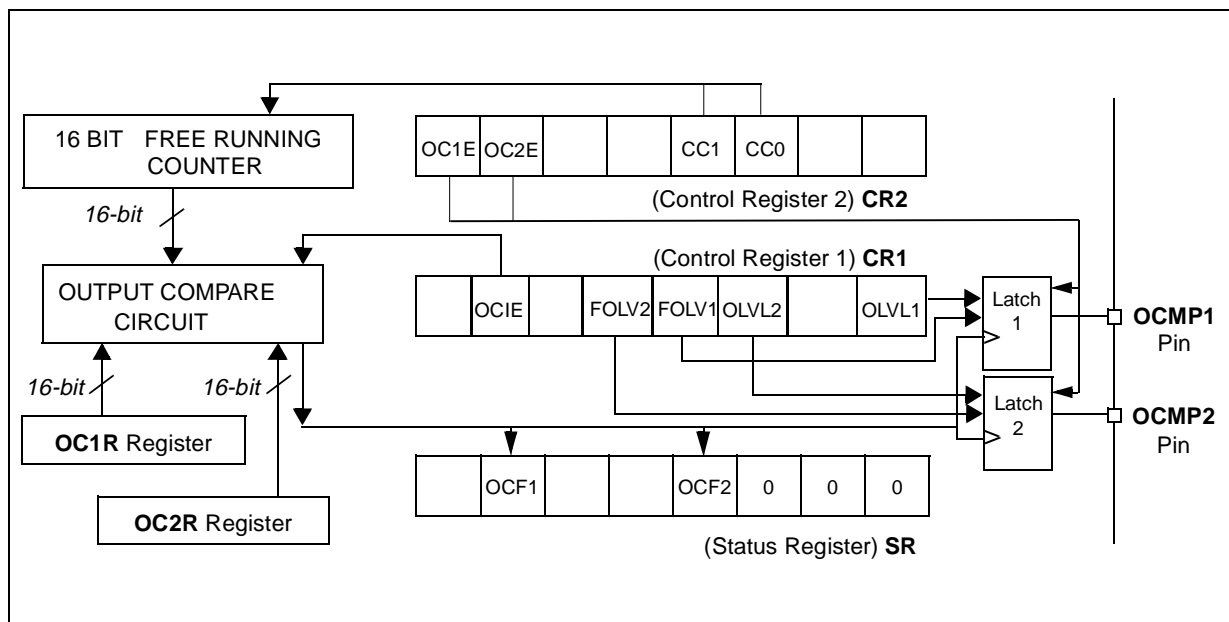 16 BIT FREE RUNNING
COUNTER
OC1E OC2E CC1 CC0
(Control Register 2) CR2
16-bit
(Control Register 1) CR1
OUTPUT COMPARE
CIRCUIT
OCIE FOLV2 FOLV1 OLVL2 OLVL1
Latch
1
OCMP1
Pin
16-bit 16-bit
Latch
2
OCMP2
Pin
OC1R Register
OCF1 OCF2 0 0 0
OC2R Register
(Status Register) SR